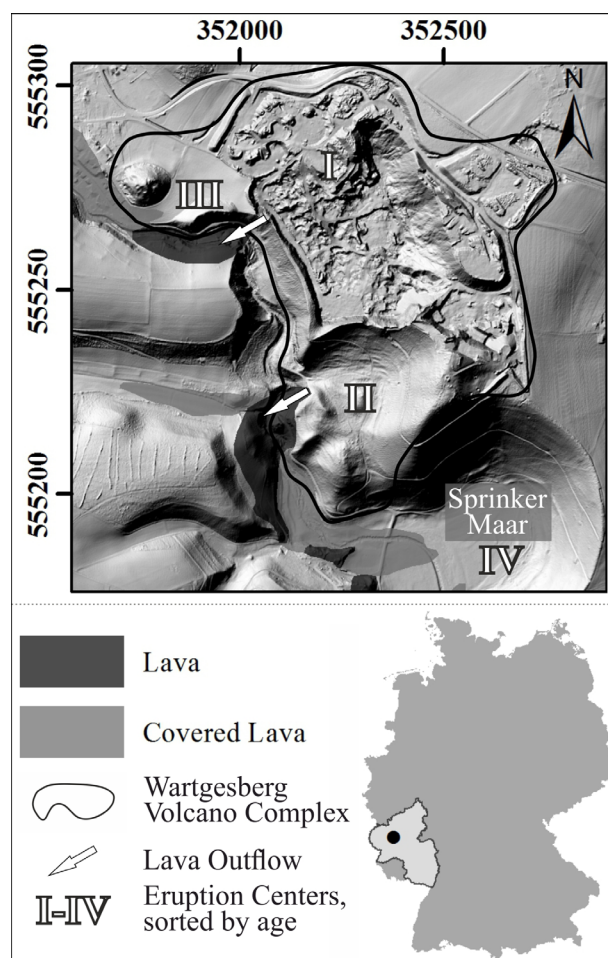 352000 352500
555300
555250
555200
N
I
III
II
Sprinker
Maar
IV
Lava
Covered Lava
Wartgesberg
Volcano Complex
Lava Outflow
I-IV
Eruption Centers,
sorted by age